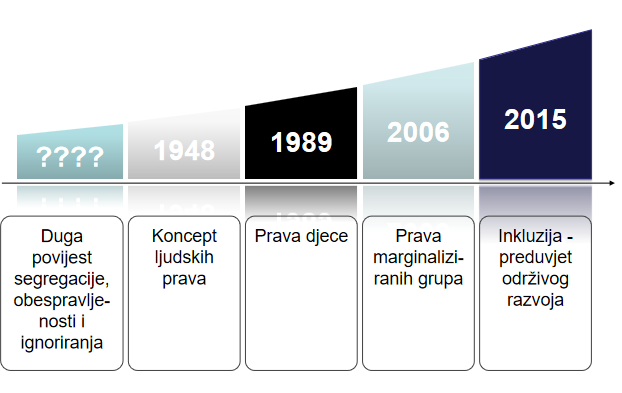 ????
1948
1989
2006
2015
Duga
povijest
segregacije,
obespravlje-
nosti i
ignoriranja
Koncept
ljudskih
prava
Prava djece
Prava
marginalizi-
ranih grupa
Inkluzija -
preduvjet
održivog
razvoja